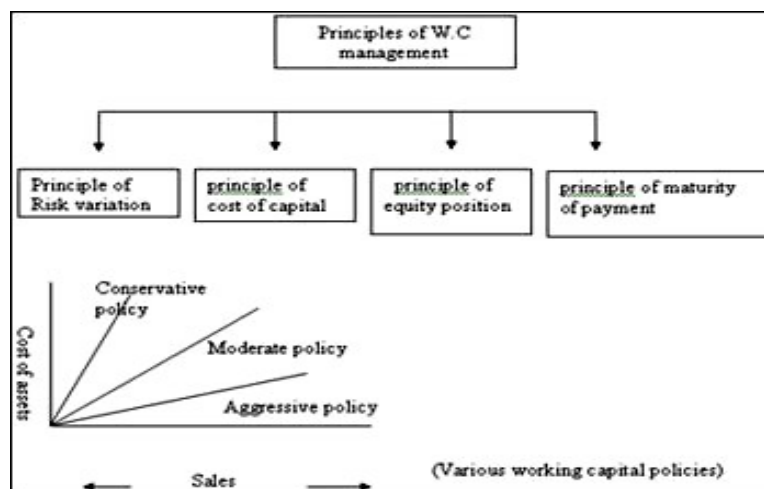 Principles of W.C
management
Principle of
Risk variation
principle of
cost of capital
principle of
equity position
principle of maturity
of payment
Conservative
policy
Moderate policy
Aggressive policy
Cost of
assets
Sales
(Various working capital policies)